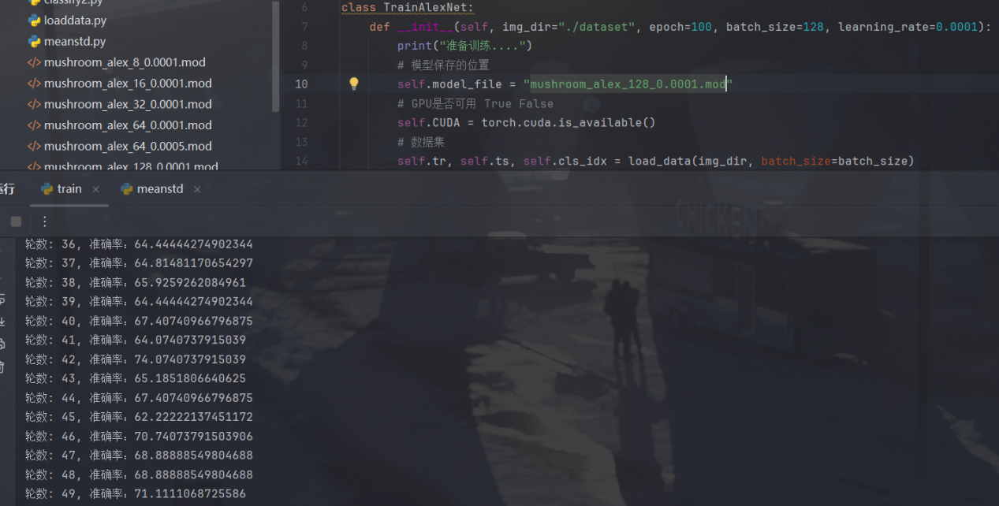 classify2.py
loaddata.py
meanstd.py
mushroom_alex_8_0.0001.mod
mushroom_alex_16_0.0001.mod
mushroom_alex_32_0.0001.mod
mushroom_alex_64_0.0001.mod
mushroom_alex_64_0.0005.mod
mushroom_alex_128_0.0001.mod
6 class TrainAlexNet:
7 def __init__(self, img_dir="./dataset", epoch=100, batch_size=128, learning_rate=0.0001):
8 print("准备训练....")
9 # 模型保存的位置
10 self.model_file = "mushroom_alex_128_0.0001.mod"
11 # GPU是否可用 True False
12 self.CUDA = torch.cuda.is_available()
13 # 数据集
14 self.tr, self.ts, self.cls_idx = load_data(img_dir, batch_size=batch_size)
运行 train meanstd
CHICKEN
轮数: 36, 准确率：64.44444274902344
轮数: 37, 准确率：64.81481170654297
轮数: 38, 准确率：65.9259262084961
轮数: 39, 准确率：64.44444274902344
轮数: 40, 准确率：67.40740966796875
轮数: 41, 准确率：64.0740737915039
轮数: 42, 准确率：74.0740737915039
轮数: 43, 准确率：65.1851806640625
轮数: 44, 准确率：67.40740966796875
轮数: 45, 准确率：62.22222137451172
轮数: 46, 准确率：70.74073791503906
轮数: 47, 准确率：68.88888549804688
轮数: 48, 准确率：68.88888549804688
轮数: 49, 准确率：71.1111068725586